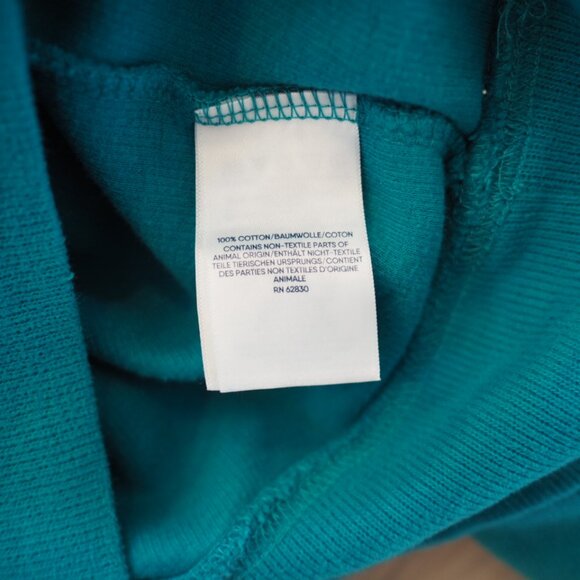 100% COTTON/BAUMWOLLE/COTON
CONTAINS NON-TEXTILE PARTS OF
ANIMAL ORIGIN/ENTHÄLT NICHT-TEXTILE
TEILE TIERISCHEN URSPRUNGS/CONTIENT
DES PARTIES NON TEXTILES D'ORIGINE
ANIMALE
RN 62830